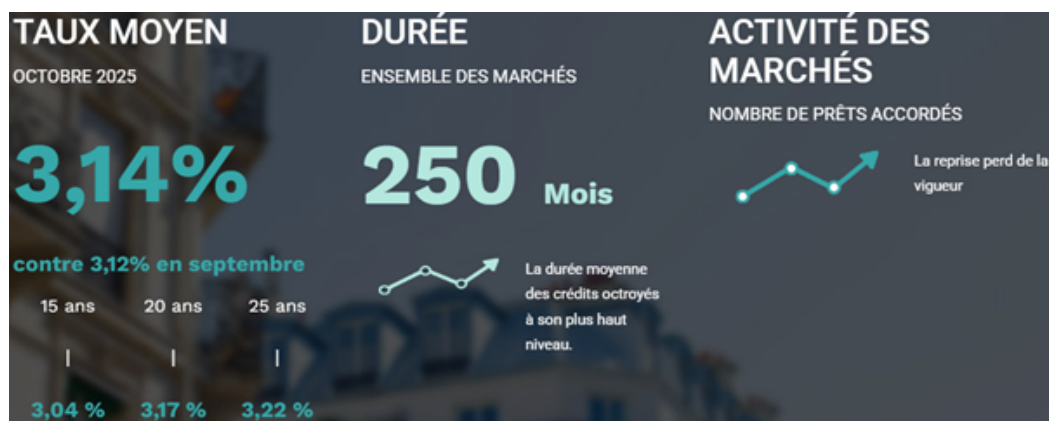 TAUX MOYEN
OCTOBRE 2025
3,14%
contre 3,12% en septembre
15 ans 20 ans 25 ans
| | |
3,04 % 3,17 % 3,22 %
DURÉE
ENSEMBLE DES MARCHÉS
250 Mois
La durée moyenne
des crédits octroyés
à son plus haut
niveau.
ACTIVITÉ DES
MARCHÉS
NOMBRE DE PRÊTS ACCORDÉS
La reprise perd de la
vigueur